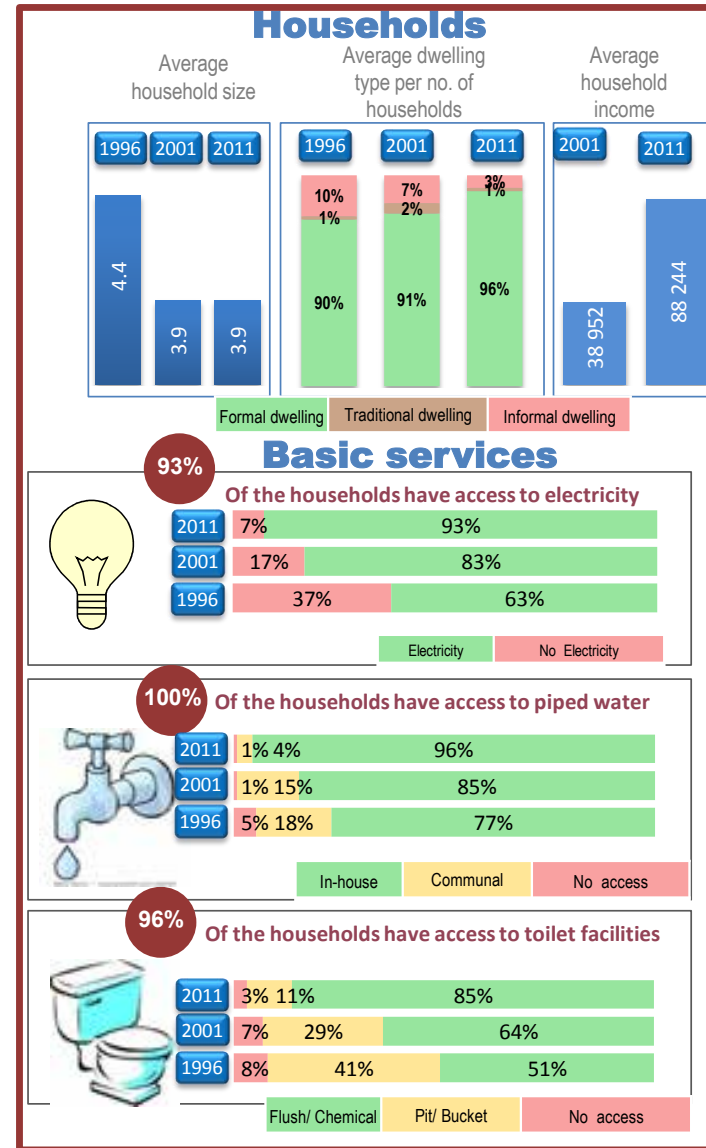 Households
Average
household size
Average dwelling
type per no. of
households
Average
household
income
1996 2001 2011
1996 2001 2011
2001 2011
4.4 3.9 3.9
10% 7% 3%
1% 2% 1%
90% 91% 96%
38 952 88 244
Formal dwelling Traditional dwelling Informal dwelling
Basic services
93%
Of the households have access to electricity
2011 7% 93%
2001 17% 83%
1996 37% 63%
Electricity No Electricity
100%
Of the households have access to piped water
2011 1% 4% 96%
2001 1% 15% 85%
1996 5% 18% 77%
In-house Communal No access
96%
Of the households have access to toilet facilities
2011 3% 11% 85%
2001 7% 29% 64%
1996 8% 41% 51%
Flush/ Chemical Pit/ Bucket No access